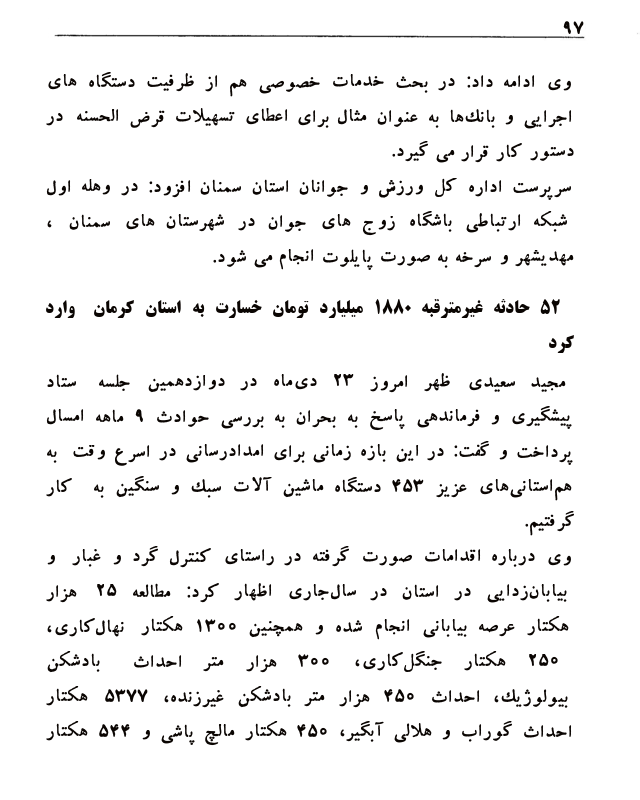 ۹۷
وی ادامه داد: در بحث خدمات خصوصی هم از ظرفیت دستگاه های
اجرایی و بانك‌ها به عنوان مثال برای اعطای تسهیلات قرض الحسنه در
دستور کار قرار می گیرد.
سرپرست اداره کل ورزش و جوانان استان سمنان افزود: در وهله اول
شبکه ارتباطی باشگاه زوج های جوان در شهرستان های سمنان ،
مهدیشهر و سرخه به صورت پایلوت انجام می شود.
۵۲ حادثه غیرمترقبه ۱۸۸۰ میلیارد تومان خسارت به استان کرمان وارد
کرد
مجید سعیدی ظهر امروز ۲۳ دی‌ماه در دوازدهمین جلسه ستاد
پیشگیری و فرماندهی پاسخ به بحران به بررسی حوادث ۹ ماهه امسال
پرداخت و گفت: در این بازه زمانی برای امدادرسانی در اسرع وقت به
هم‌استانی‌های عزیز ۴۵۳ دستگاه ماشین آلات سبك و سنگین به کار
گرفتیم.
وی درباره اقدامات صورت گرفته در راستای کنترل گرد و غبار و
بیابان‌زدایی در استان در سال‌جاری اظهار کرد: مطالعه ۲۵ هزار
هکتار عرصه بیابانی انجام شده و همچنین ۱۳۰۰ هکتار نهال‌کاری،
۲۵۰ هکتار جنگل‌کاری، ۳۰۰ هزار متر احداث بادشکن
بیولوژیك، احداث ۴۵۰ هزار متر بادشکن غیرزنده، ۵۳۷۷ هکتار
احداث گوراب و هلالی آبگیر، ۴۵۰ هکتار مالچ پاشی و ۵۴۴ هکتار